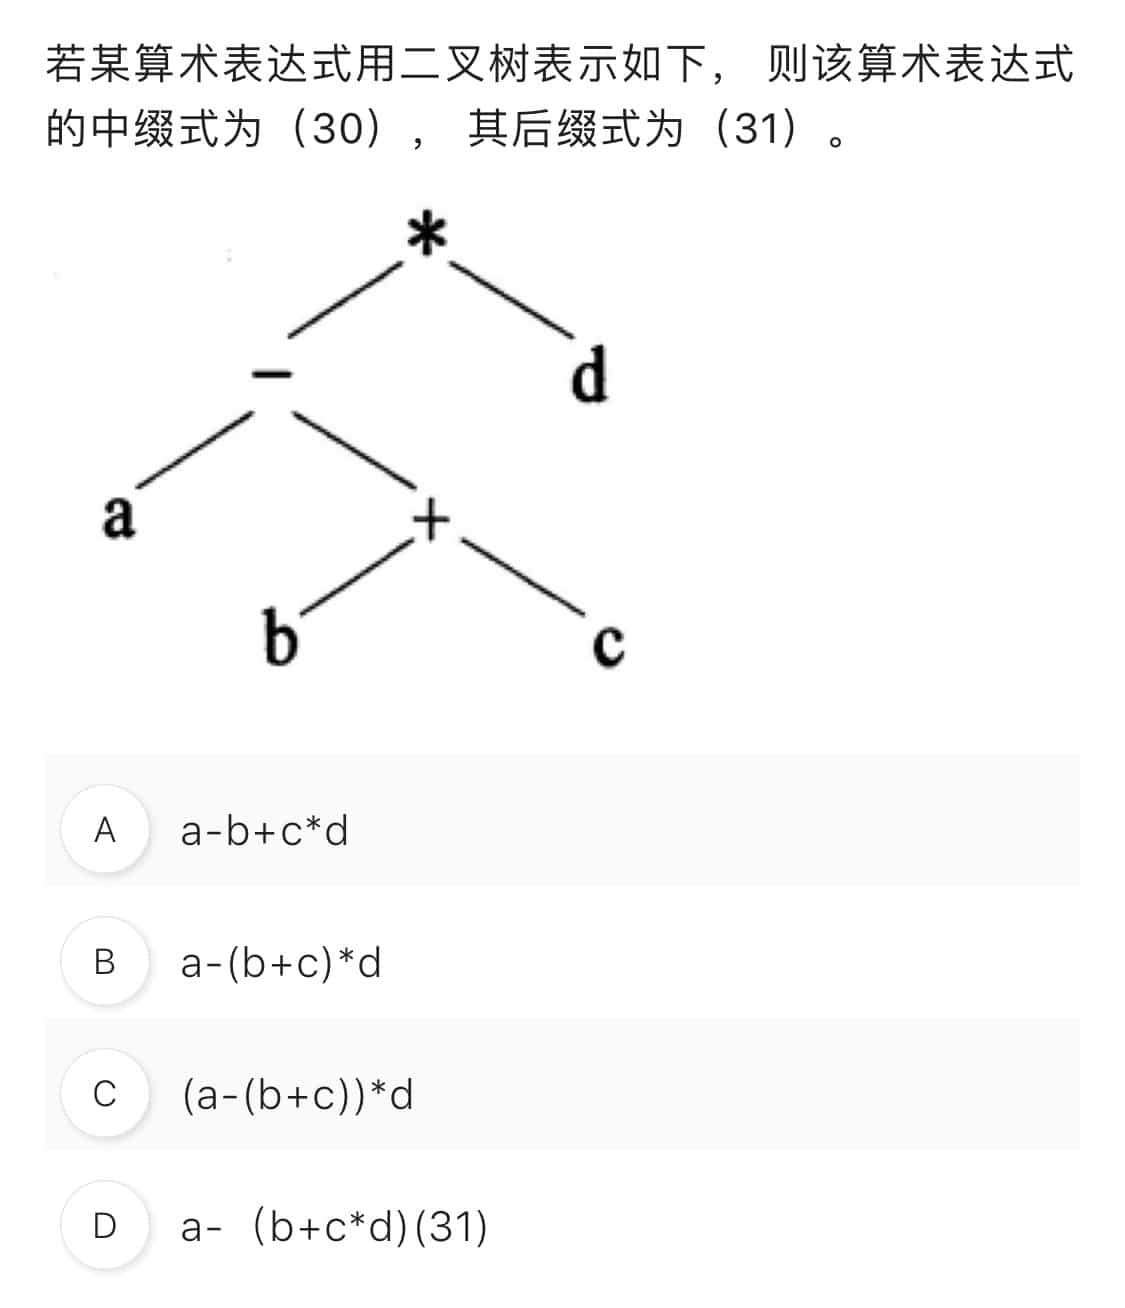 若某算术表达式用二叉树表示如下， 则该算术表达式
的中缀式为（30）， 其后缀式为（31）。
*
-
d
a
+
b
c
A a-b+c*d
B a-(b+c)*d
C (a-(b+c))*d
D a-（b+c*d)(31)